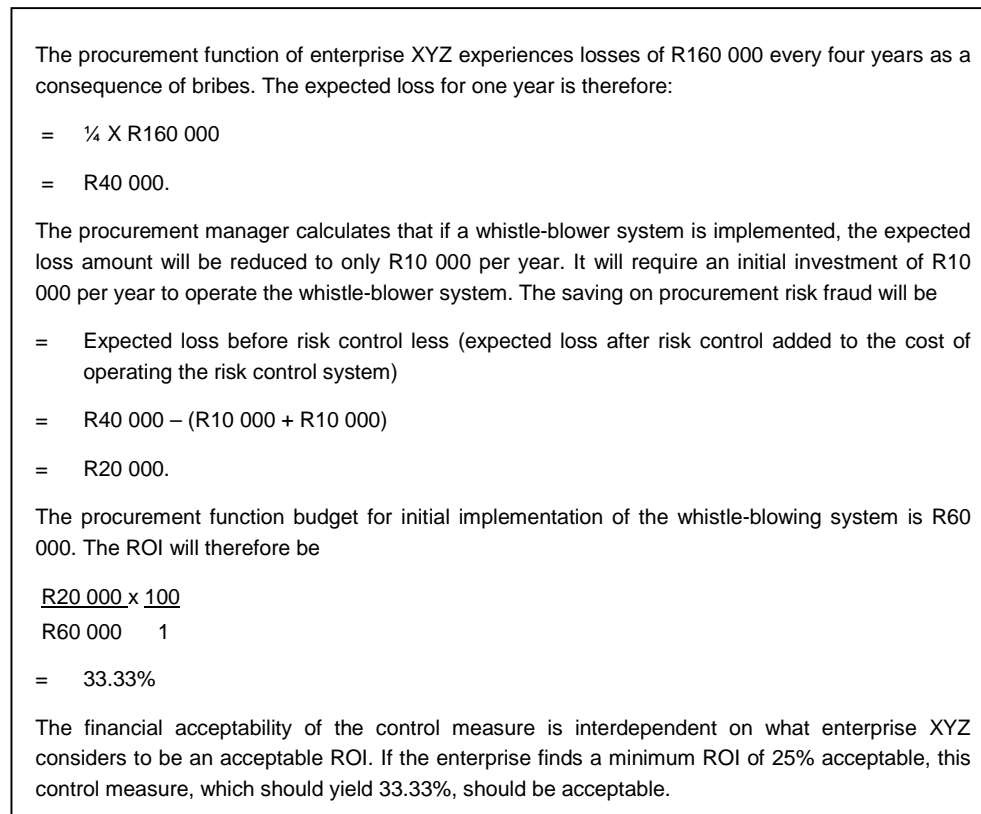 The procurement function of enterprise XYZ experiences losses of R160 000 every four years as a
consequence of bribes. The expected loss for one year is therefore:
= ¼ X R160 000
= R40 000.
The procurement manager calculates that if a whistle-blower system is implemented, the expected
loss amount will be reduced to only R10 000 per year. It will require an initial investment of R10
000 per year to operate the whistle-blower system. The saving on procurement risk fraud will be
= Expected loss before risk control less (expected loss after risk control added to the cost of
operating the risk control system)
= R40 000 – (R10 000 + R10 000)
= R20 000.
The procurement function budget for initial implementation of the whistle-blowing system is R60
000. The ROI will therefore be
R20 000 x 100
R60 000 1
= 33.33%
The financial acceptability of the control measure is interdependent on what enterprise XYZ
considers to be an acceptable ROI. If the enterprise finds a minimum ROI of 25% acceptable, this
control measure, which should yield 33.33%, should be acceptable.